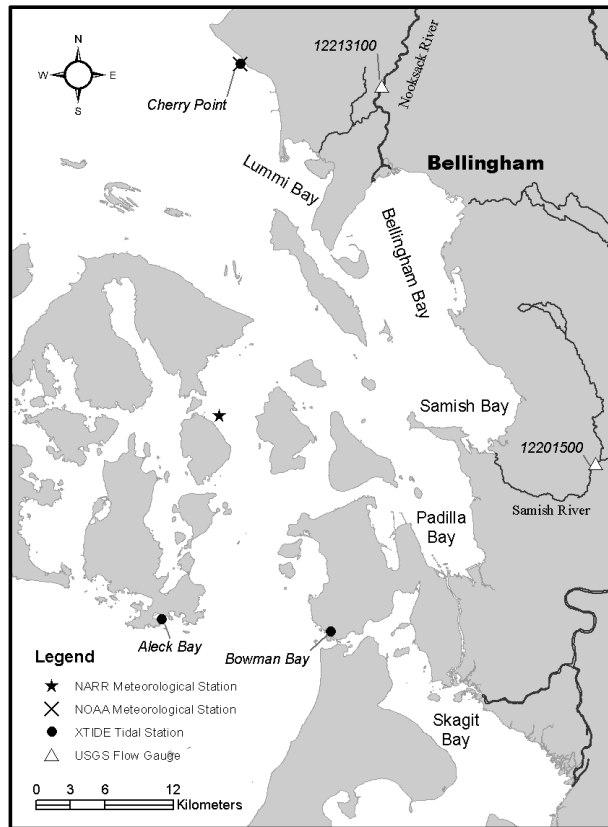 N
W E
S
12213100
Nooksack River
Cherry Point
Bellingham
Lummi Bay
Bellingham Bay
Samish Bay
12201500
Samish River
Padilla
Bay
Aleck Bay
Bowman Bay
Skagit
Bay
Legend
NARR Meteorological Station
NOAA Meteorological Station
XTIDE Tidal Station
USGS Flow Gauge
0 3 6 12
Kilometers